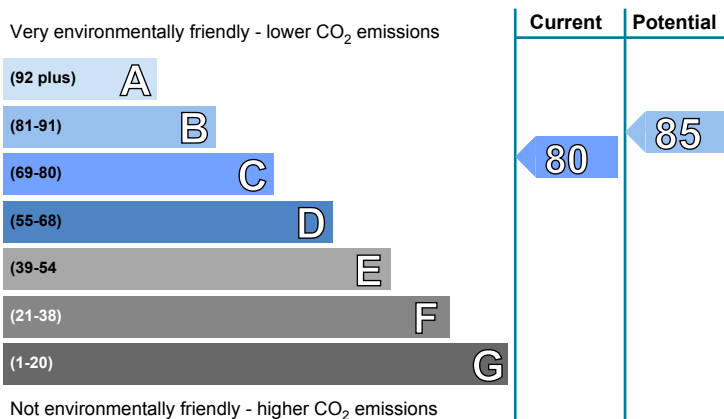 Very environmentally friendly - lower CO2 emissions
Current
Potential
(92 plus) A
(81-91) B
(69-80) C
(55-68) D
(39-54 E
(21-38) F
(1-20) G
80
85
Not environmentally friendly - higher CO2 emissions